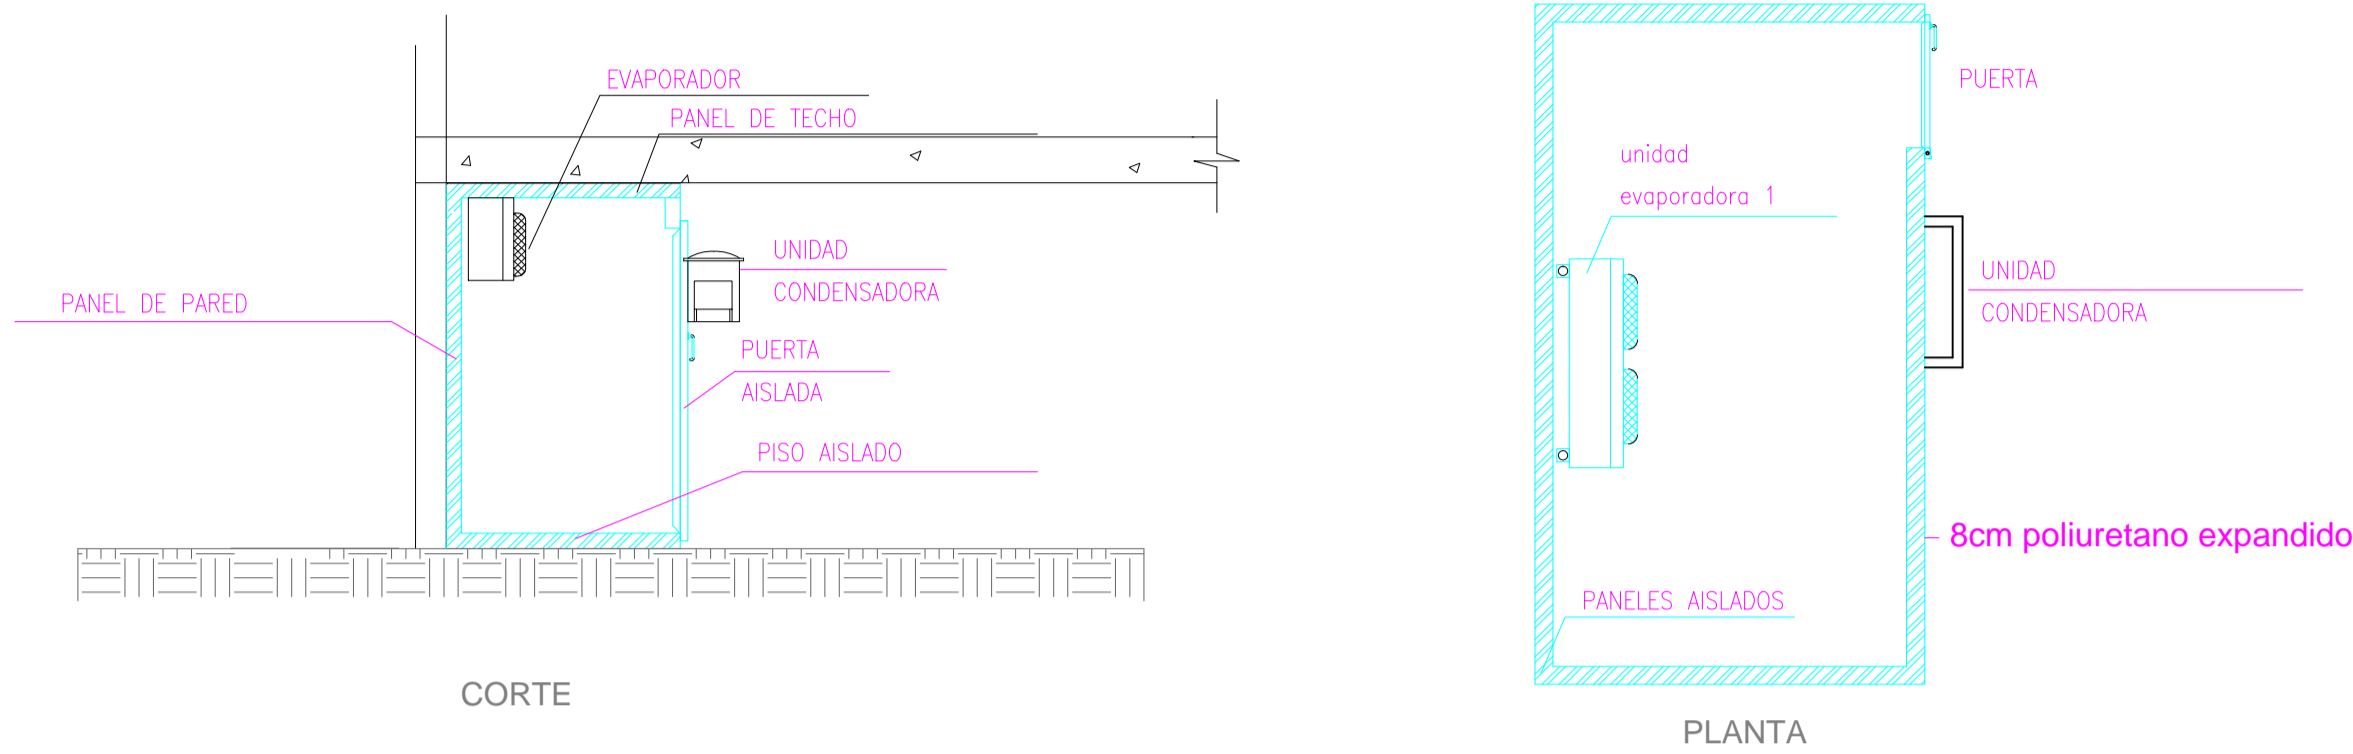 EVAPORADOR
PANEL DE TECHO
UNIDAD
CONDENSADORA
PANEL DE PARED
PUERTA
AISLADA
PISO AISLADO
CORTE
PUERTA
unidad
evaporadora 1
UNIDAD
CONDENSADORA
8cm poliuretano expandido
PANELES AISLADOS
PLANTA